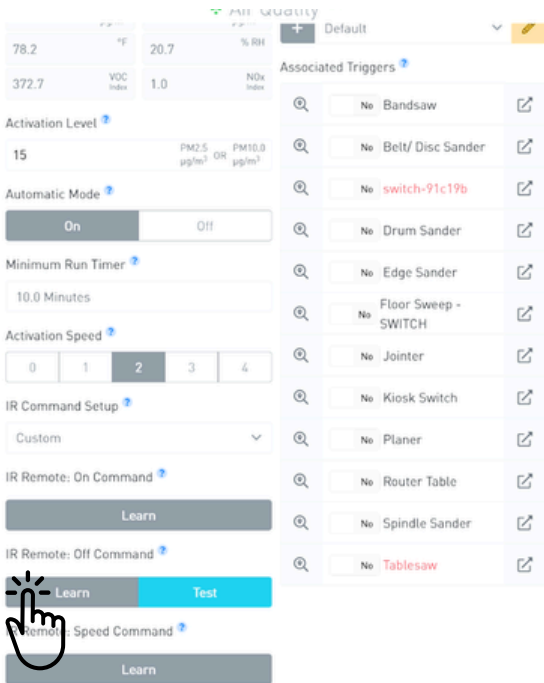 Air Quality
78.2 °F 20.7 % RH
372.7 VOC Index 1.0 NOx Index
Activation Level ?
15 PM2.5 µg/m³ OR PM10.0 µg/m³
Automatic Mode ?
On Off
Minimum Run Timer ?
10.0 Minutes
Activation Speed ?
0 1 2 3 4
IR Command Setup ?
Custom
IR Remote: On Command ?
Learn
IR Remote: Off Command ?
Learn Test
IR Remote: Speed Command ?
Learn
+ Default
Associated Triggers ?
No Bandsaw
No Belt/ Disc Sander
No switch-91c19b
No Drum Sander
No Edge Sander
No Floor Sweep -
SWITCH
No Jointer
No Kiosk Switch
No Planer
No Router Table
No Spindle Sander
No Tablesaw